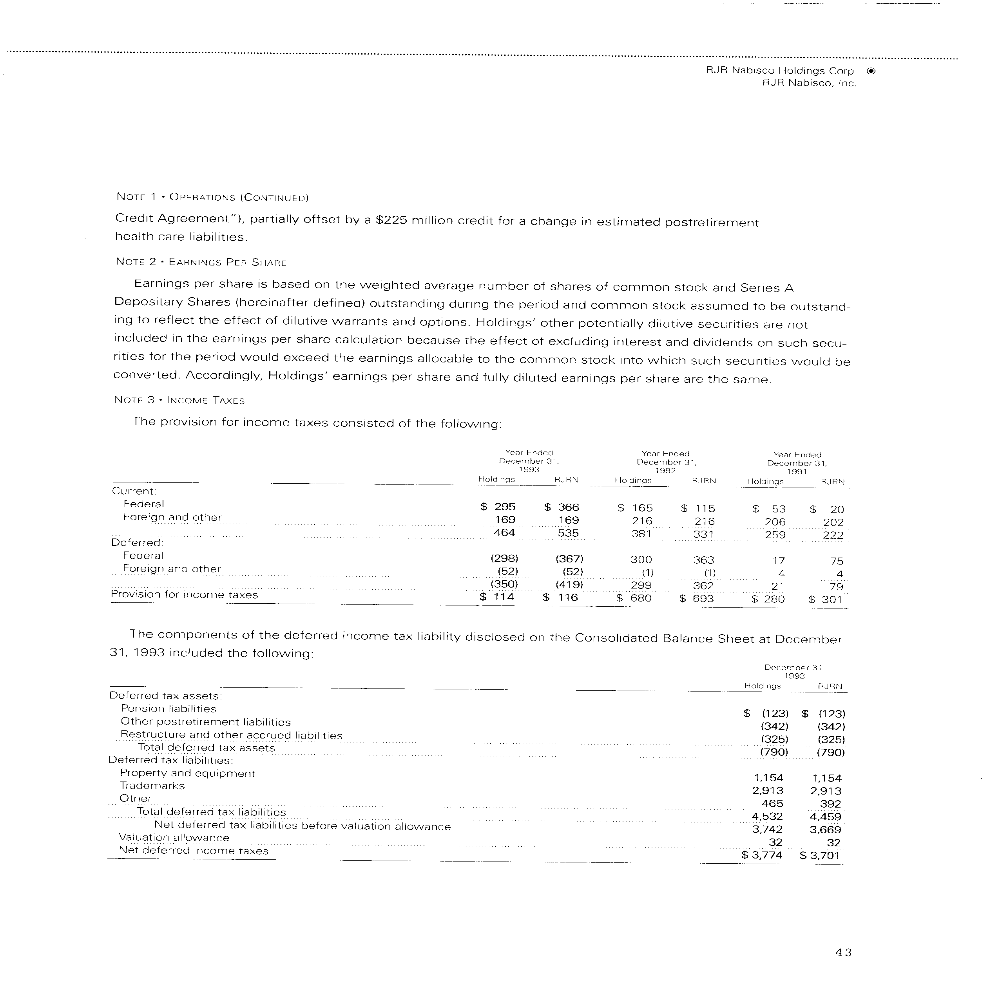 RJR Nabisco Holdings Corp.
RJR Nabisco, Inc.
NOTE 1 • OPERATIONS (CONTINUED)
Credit Agreement"), partially offset by a $225 million credit for a change in estimated postretirement
health care liabilities.
NOTE 2 • EARNINGS PER SHARE
Earnings per share is based on the weighted average number of shares of common stock and Series A
Depositary Shares (hereinafter defined) outstanding during the period and common stock assumed to be outstand-
ing to reflect the effect of dilutive warrants and options. Holdings' other potentially dilutive securities are not
included in the earnings per share calculation because the effect of excluding interest and dividends on such secu-
rities for the period would exceed the earnings allocable to the common stock into which such securities would be
converted. Accordingly, Holdings' earnings per share and fully diluted earnings per share are the same.
NOTE 3 • INCOME TAXES
The provision for income taxes consisted of the following:
Year Ended Year Ended Year Ended
December 31, December 31, December 31,
1993 1992 1991
Holdings RJRN Holdings RJRN Holdings RJRN
Current:
Federal $ 295 $ 366 $ 165 $ 115 $ 53 $ 20
Foreign and other 169 169 216 216 206 202
464 535 381 331 259 222
Deferred:
Federal (298) (367) 300 363 17 75
Foreign and other (52) (52) (1) (1) 4 4
(350) (419) 299 362 21 79
Provision for income taxes $ 114 $ 116 $ 680 $ 693 $ 280 $ 301
The components of the deferred income tax liability disclosed on the Consolidated Balance Sheet at December
31, 1993 included the following:
December 31,
1993
Holdings RJRN
Deferred tax assets
Pension liabilities $ (123) $ (123)
Other postretirement liabilities (342) (342)
Restructure and other accrued liabilities (325) (325)
Total deferred tax assets (790) (790)
Deferred tax liabilities:
Property and equipment 1,154 1,154
Trademarks 2,913 2,913
Other 465 392
Total deferred tax liabilities 4,532 4,459
Net deferred tax liabilities before valuation allowance 3,742 3,669
Valuation allowance 32 32
Net deferred income taxes $ 3,774 $ 3,701
43